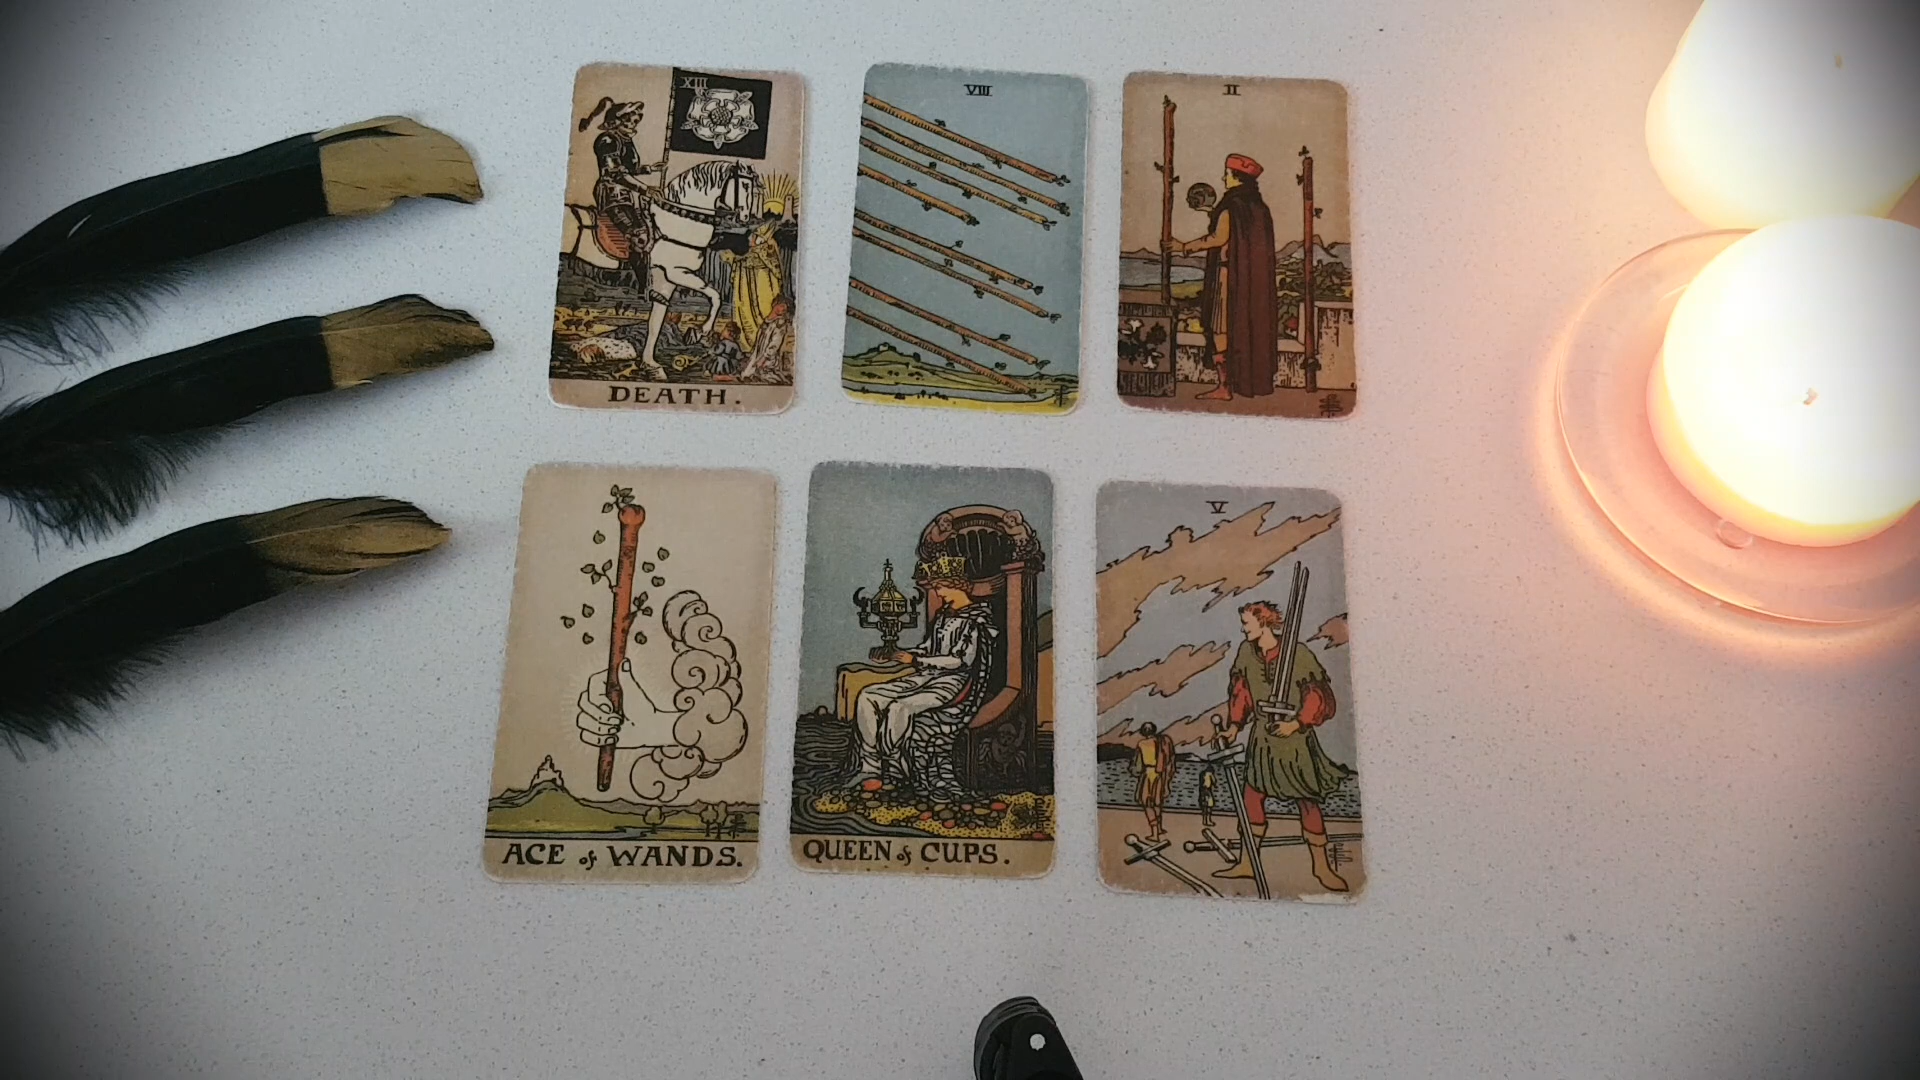 XIII
VIII
II
DEATH.
V
ACE of WANDS.
QUEEN of CUPS.